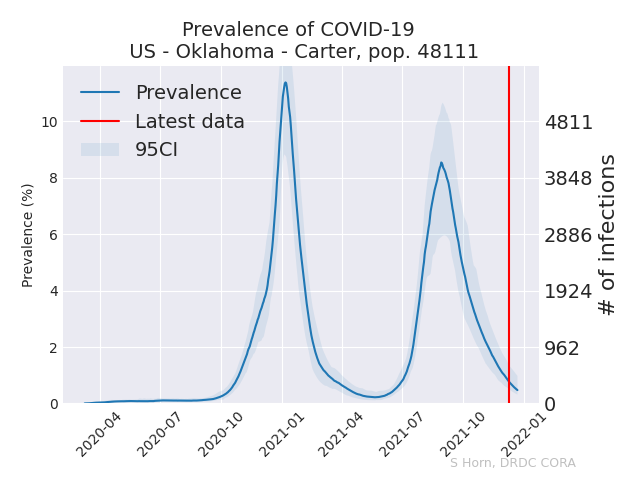 Prevalence of COVID-19
US - Oklahoma - Carter, pop. 48111
Prevalence
Latest data
95CI
Prevalence (%)
10
8
6
4
2
0
4811
3848
2886
1924
962
0
# of infections
2020-04
2020-07
2020-10
2021-01
2021-04
2021-07
2021-10
2022-01
S Horn, DRDC CORA